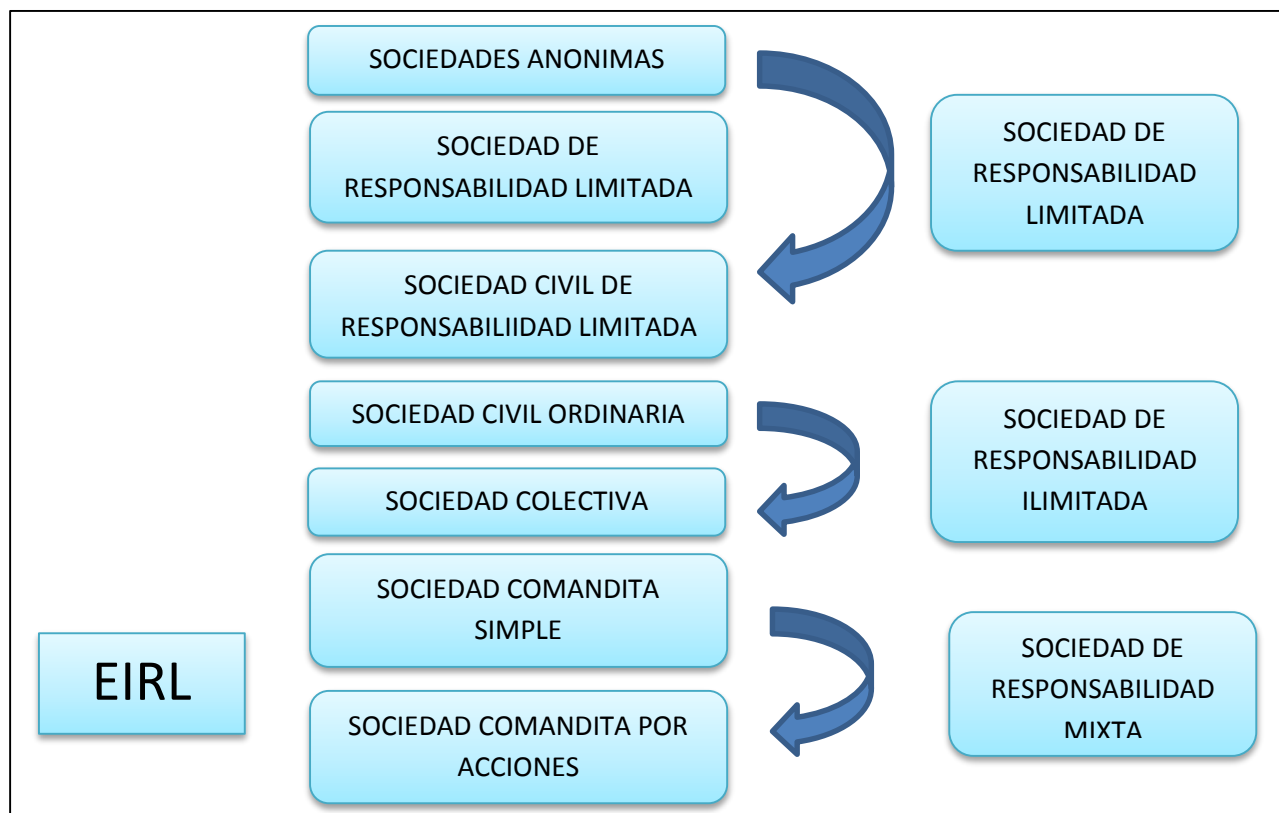 SOCIEDADES ANONIMAS
SOCIEDAD DE
RESPONSABILIDAD LIMITADA
SOCIEDAD CIVIL DE
RESPONSABILIIDAD LIMITADA
SOCIEDAD DE
RESPONSABILIDAD
LIMITADA
SOCIEDAD CIVIL ORDINARIA
SOCIEDAD COLECTIVA
SOCIEDAD DE
RESPONSABILIDAD
ILIMITADA
SOCIEDAD COMANDITA
SIMPLE
SOCIEDAD COMANDITA POR
ACCIONES
SOCIEDAD DE
RESPONSABILIDAD
MIXTA
EIRL